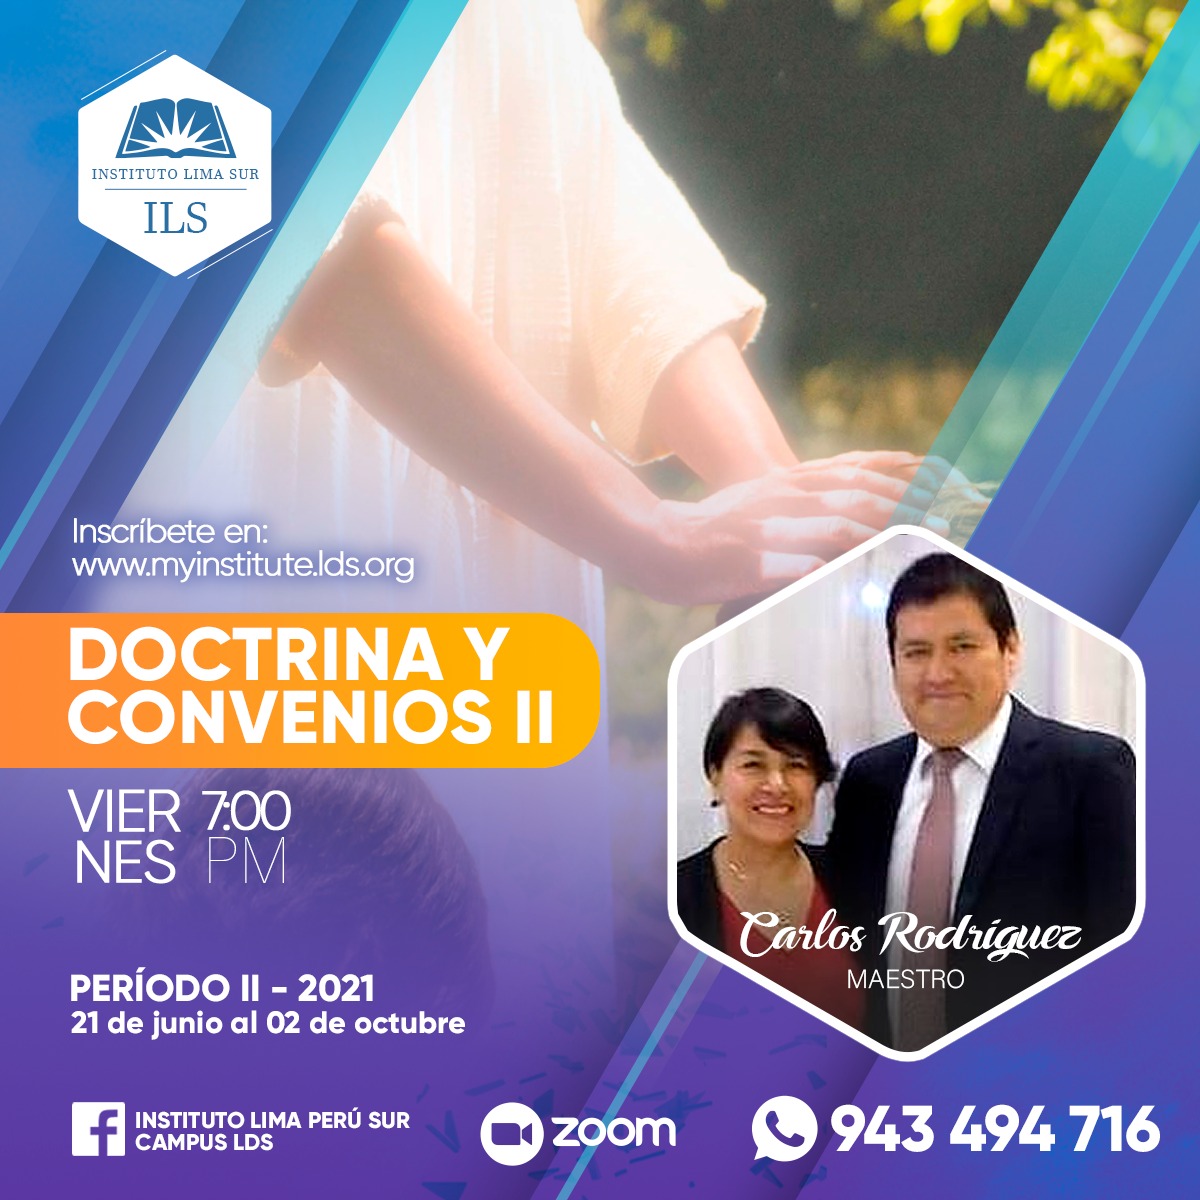 INSTITUTO LIMA SUR
ILS
Inscríbete en:
www.myinstitute.lds.org
DOCTRINA Y
CONVENIOS II
VIER 7:00
NES PM
Carlos Rodríguez
MAESTRO
PERÍODO II - 2021
21 de junio al 02 de octubre
INSTITUTO LIMA PERÚ SUR
CAMPUS LDS
zoom
943 494 716